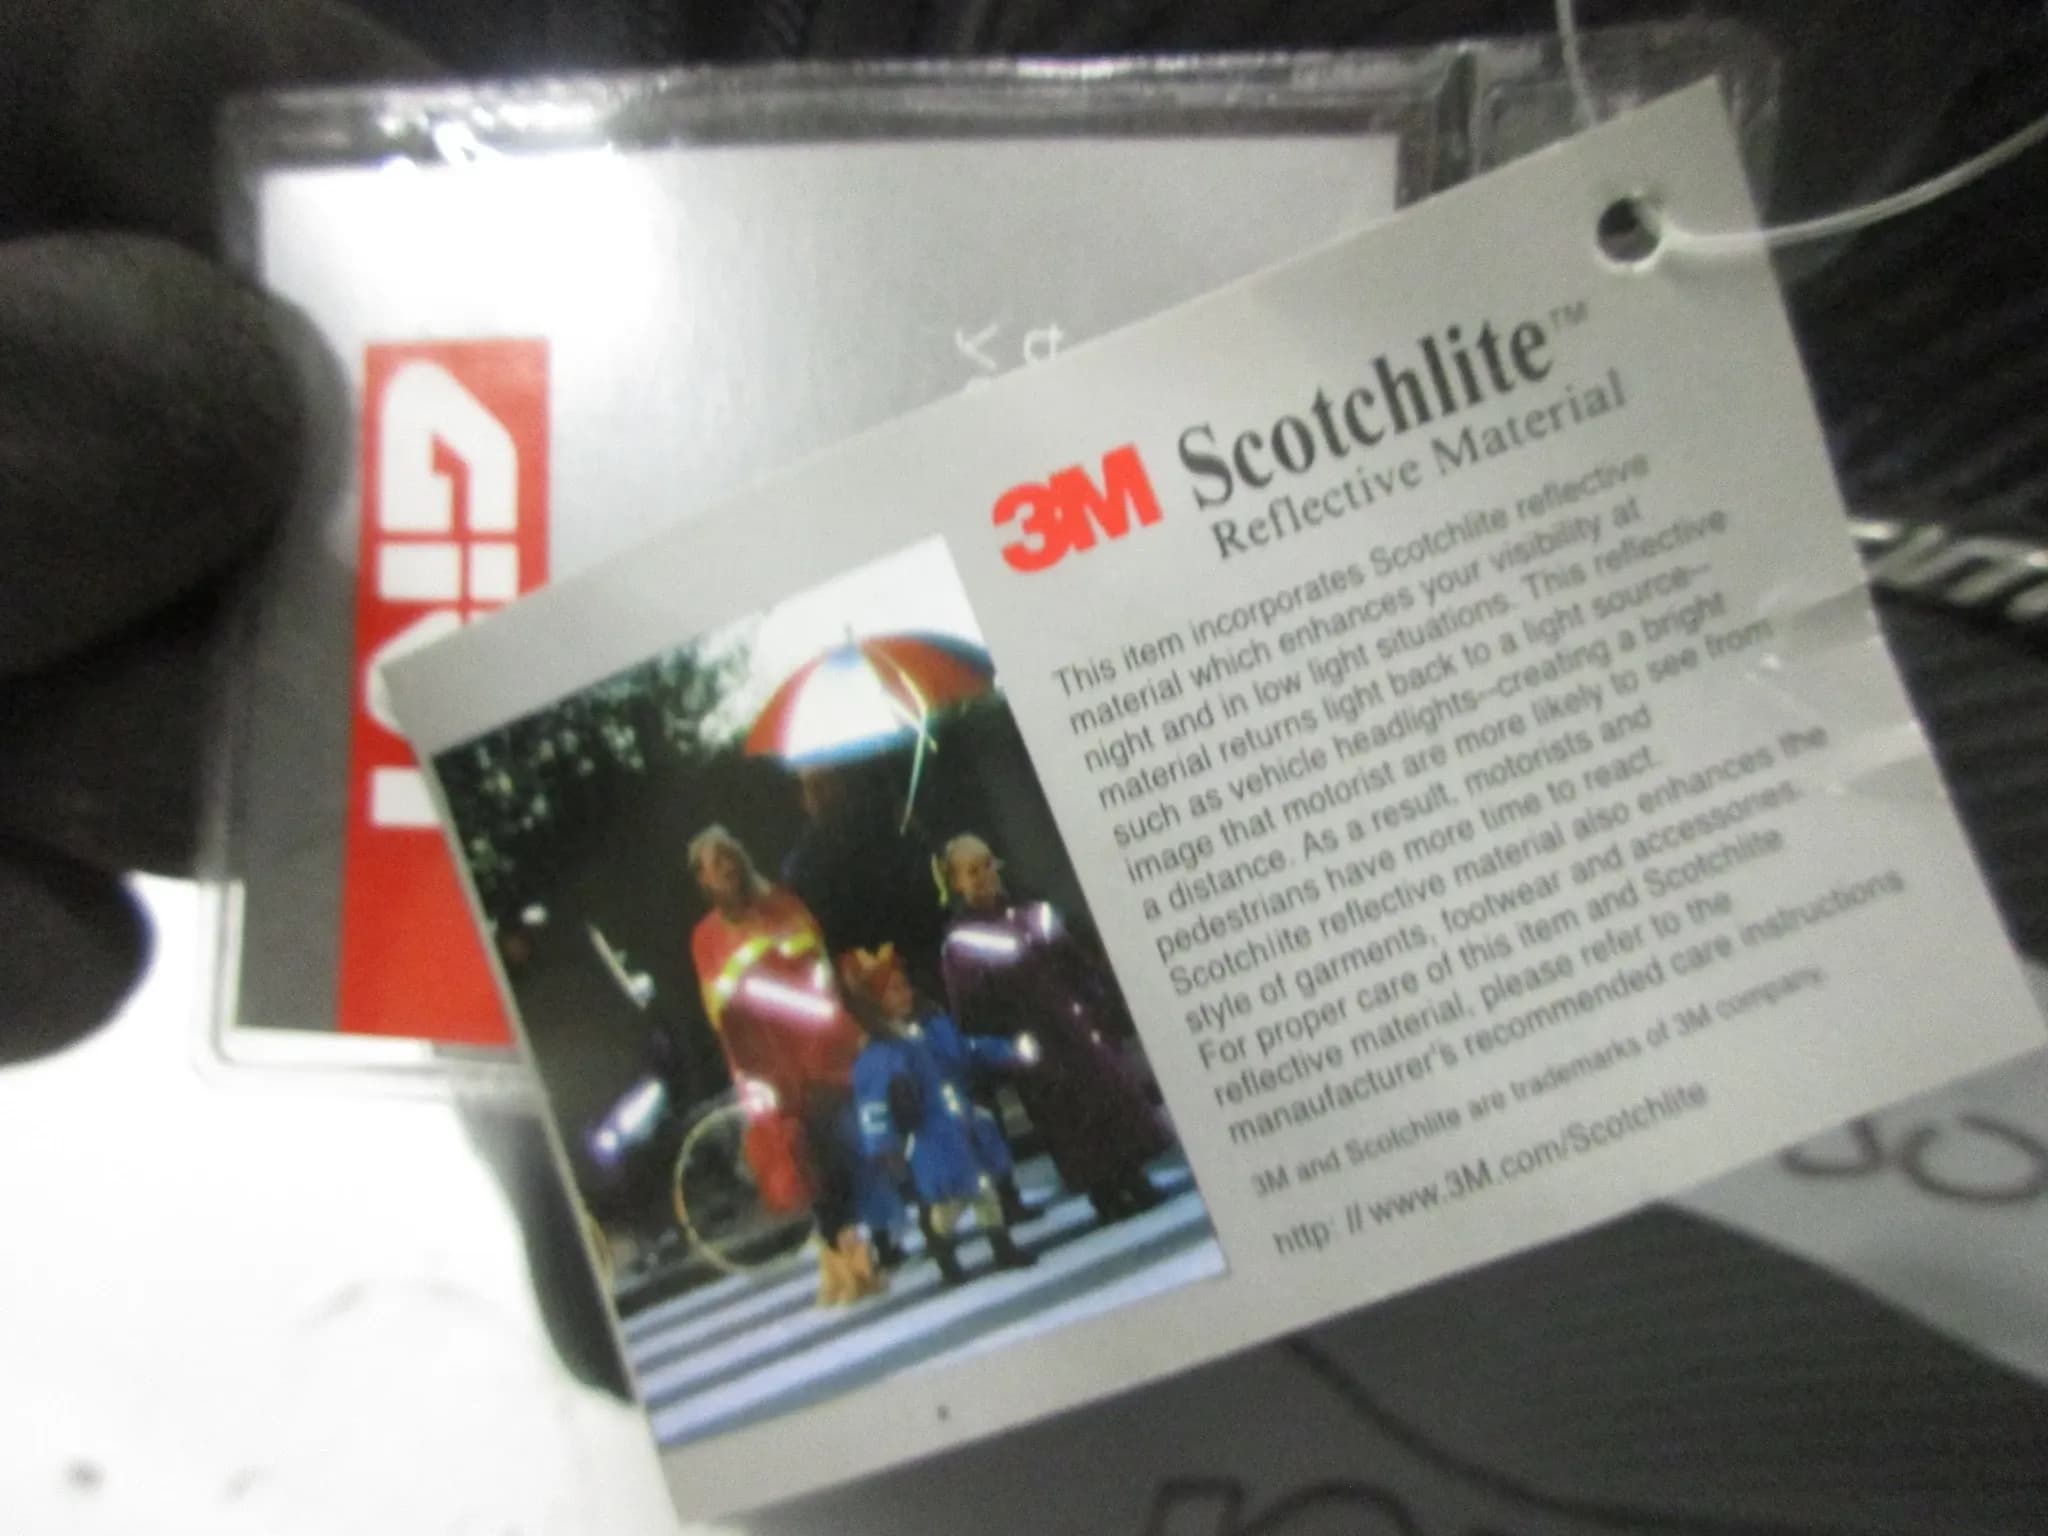 3M Scotchlite™
Reflective Material
This item incorporates Scotchlite reflective
material which enhances your visibility at
night and in low light situations. This reflective
material returns light back to a light source--
such as vehicle headlights--creating a bright
image that motorist are more likely to see from
a distance. As a result, motorists and
pedestrians have more time to react.
Scotchlite reflective material also enhances the
style of garments, footwear and accessories.
For proper care of this item and Scotchlite
reflective material, please refer to the
manaufacturer's recommended care instructions
3M and Scotchlite are trademarks of 3M company.
http: // www.3M.com/Scotchlite